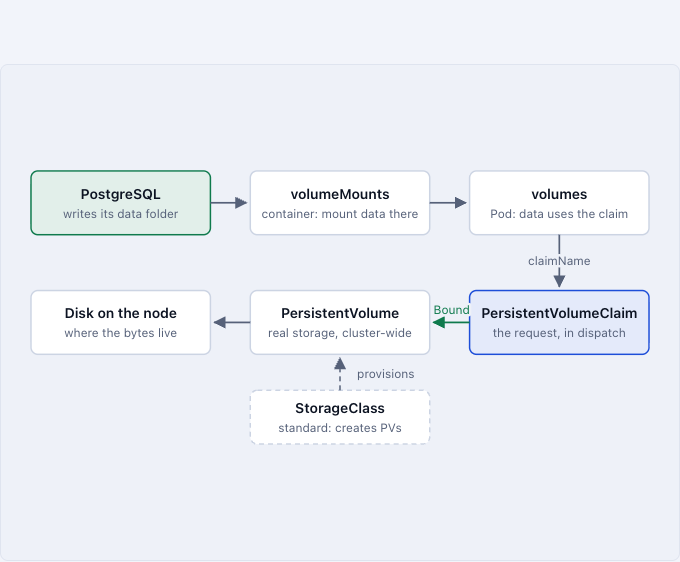 PostgreSQL
writes its data folder
volumeMounts
container: mount data there
volumes
Pod: data uses the claim
claimName
Disk on the node
where the bytes live
PersistentVolume
real storage, cluster-wide
Bound
PersistentVolumeClaim
the request, in dispatch
provisions
StorageClass
standard: creates PVs